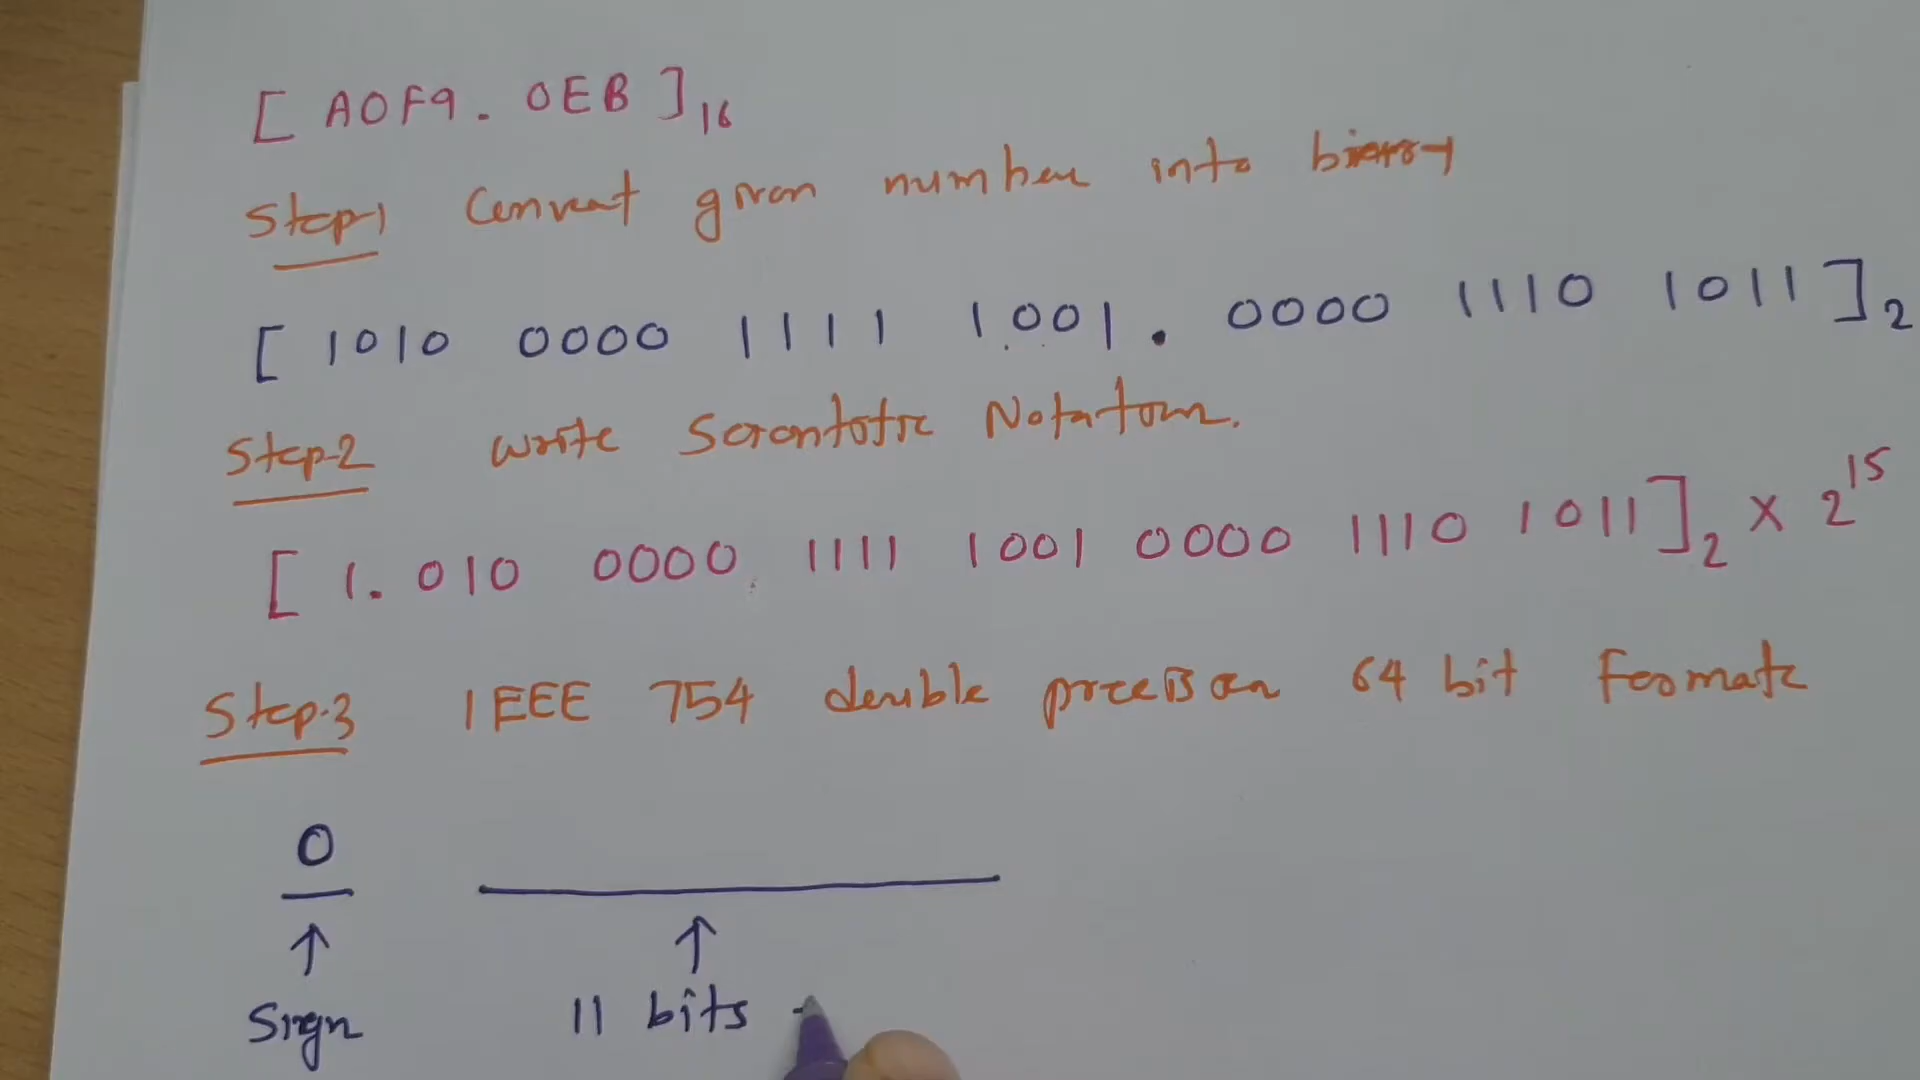 [ A0F9. 0EB ]16
Step-1 Convert given number into binary
[ 1010 0000 1111 1001. 0000 1110 1011 ]2
Step-2 write Scientific Notation.
[ 1.010 0000 1111 1001 0000 1110 1011 ]2 X 2^15
Step-3 IEEE 754 double precision 64 bit Formate
0
↑ ↑
Sign 11 bits -